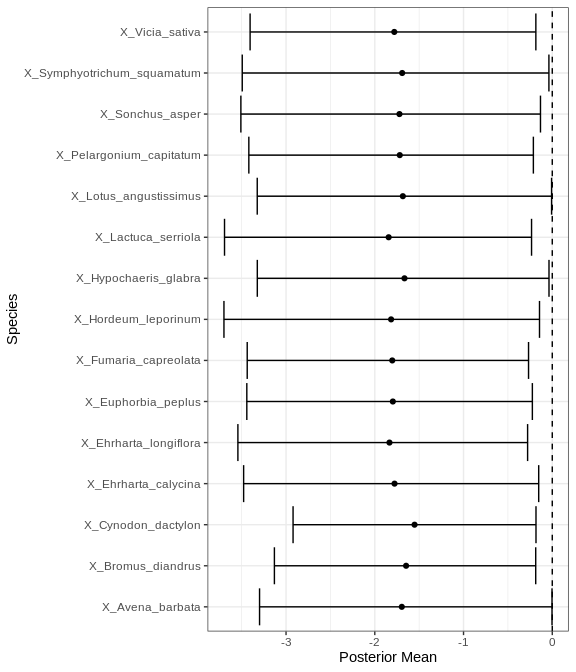 X_Vicia_sativa
X_Symphyotrichum_squamatum
X_Sonchus_asper
X_Pelargonium_capitatum
X_Lotus_angustissimus
X_Lactuca_serriola
X_Hypochaeris_glabra
X_Hordeum_leporinum
X_Fumaria_capreolata
X_Euphorbia_peplus
X_Ehrharta_longiflora
X_Ehrharta_calycina
X_Cynodon_dactylon
X_Bromus_diandrus
X_Avena_barbata
Species
-3 -2 -1 0
Posterior Mean